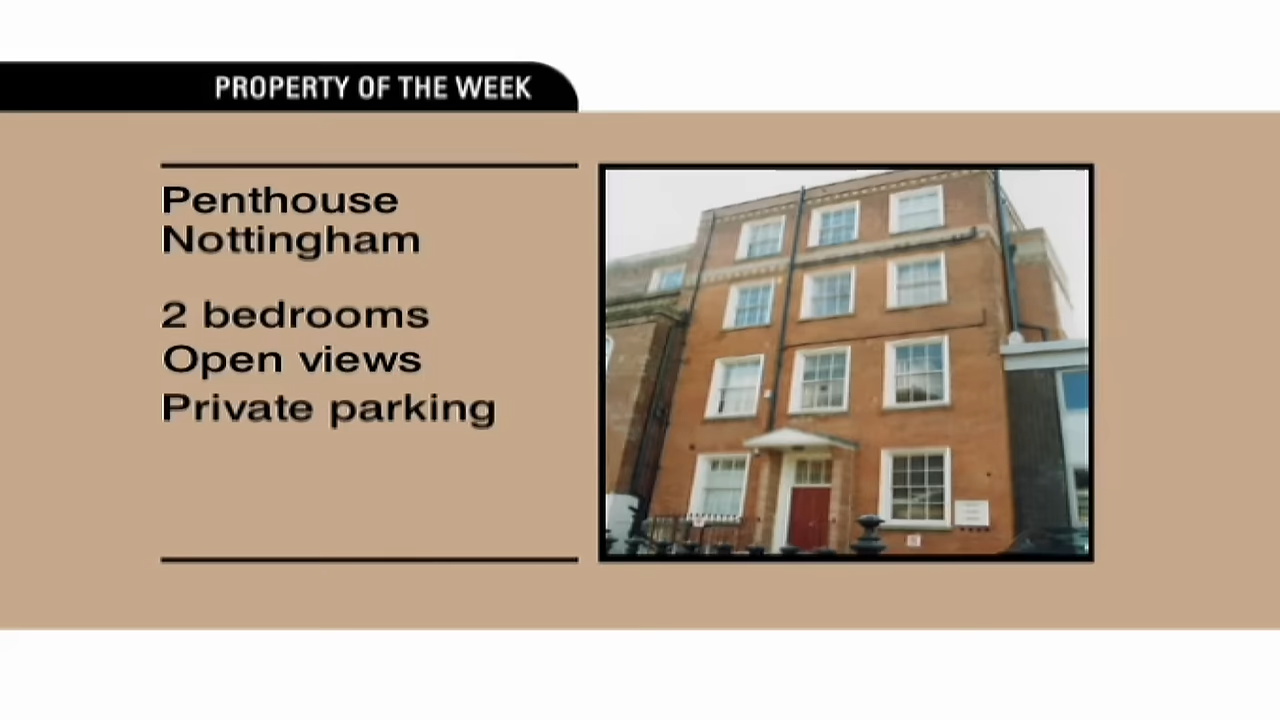 PROPERTY OF THE WEEK
Penthouse
Nottingham
2 bedrooms
Open views
Private parking